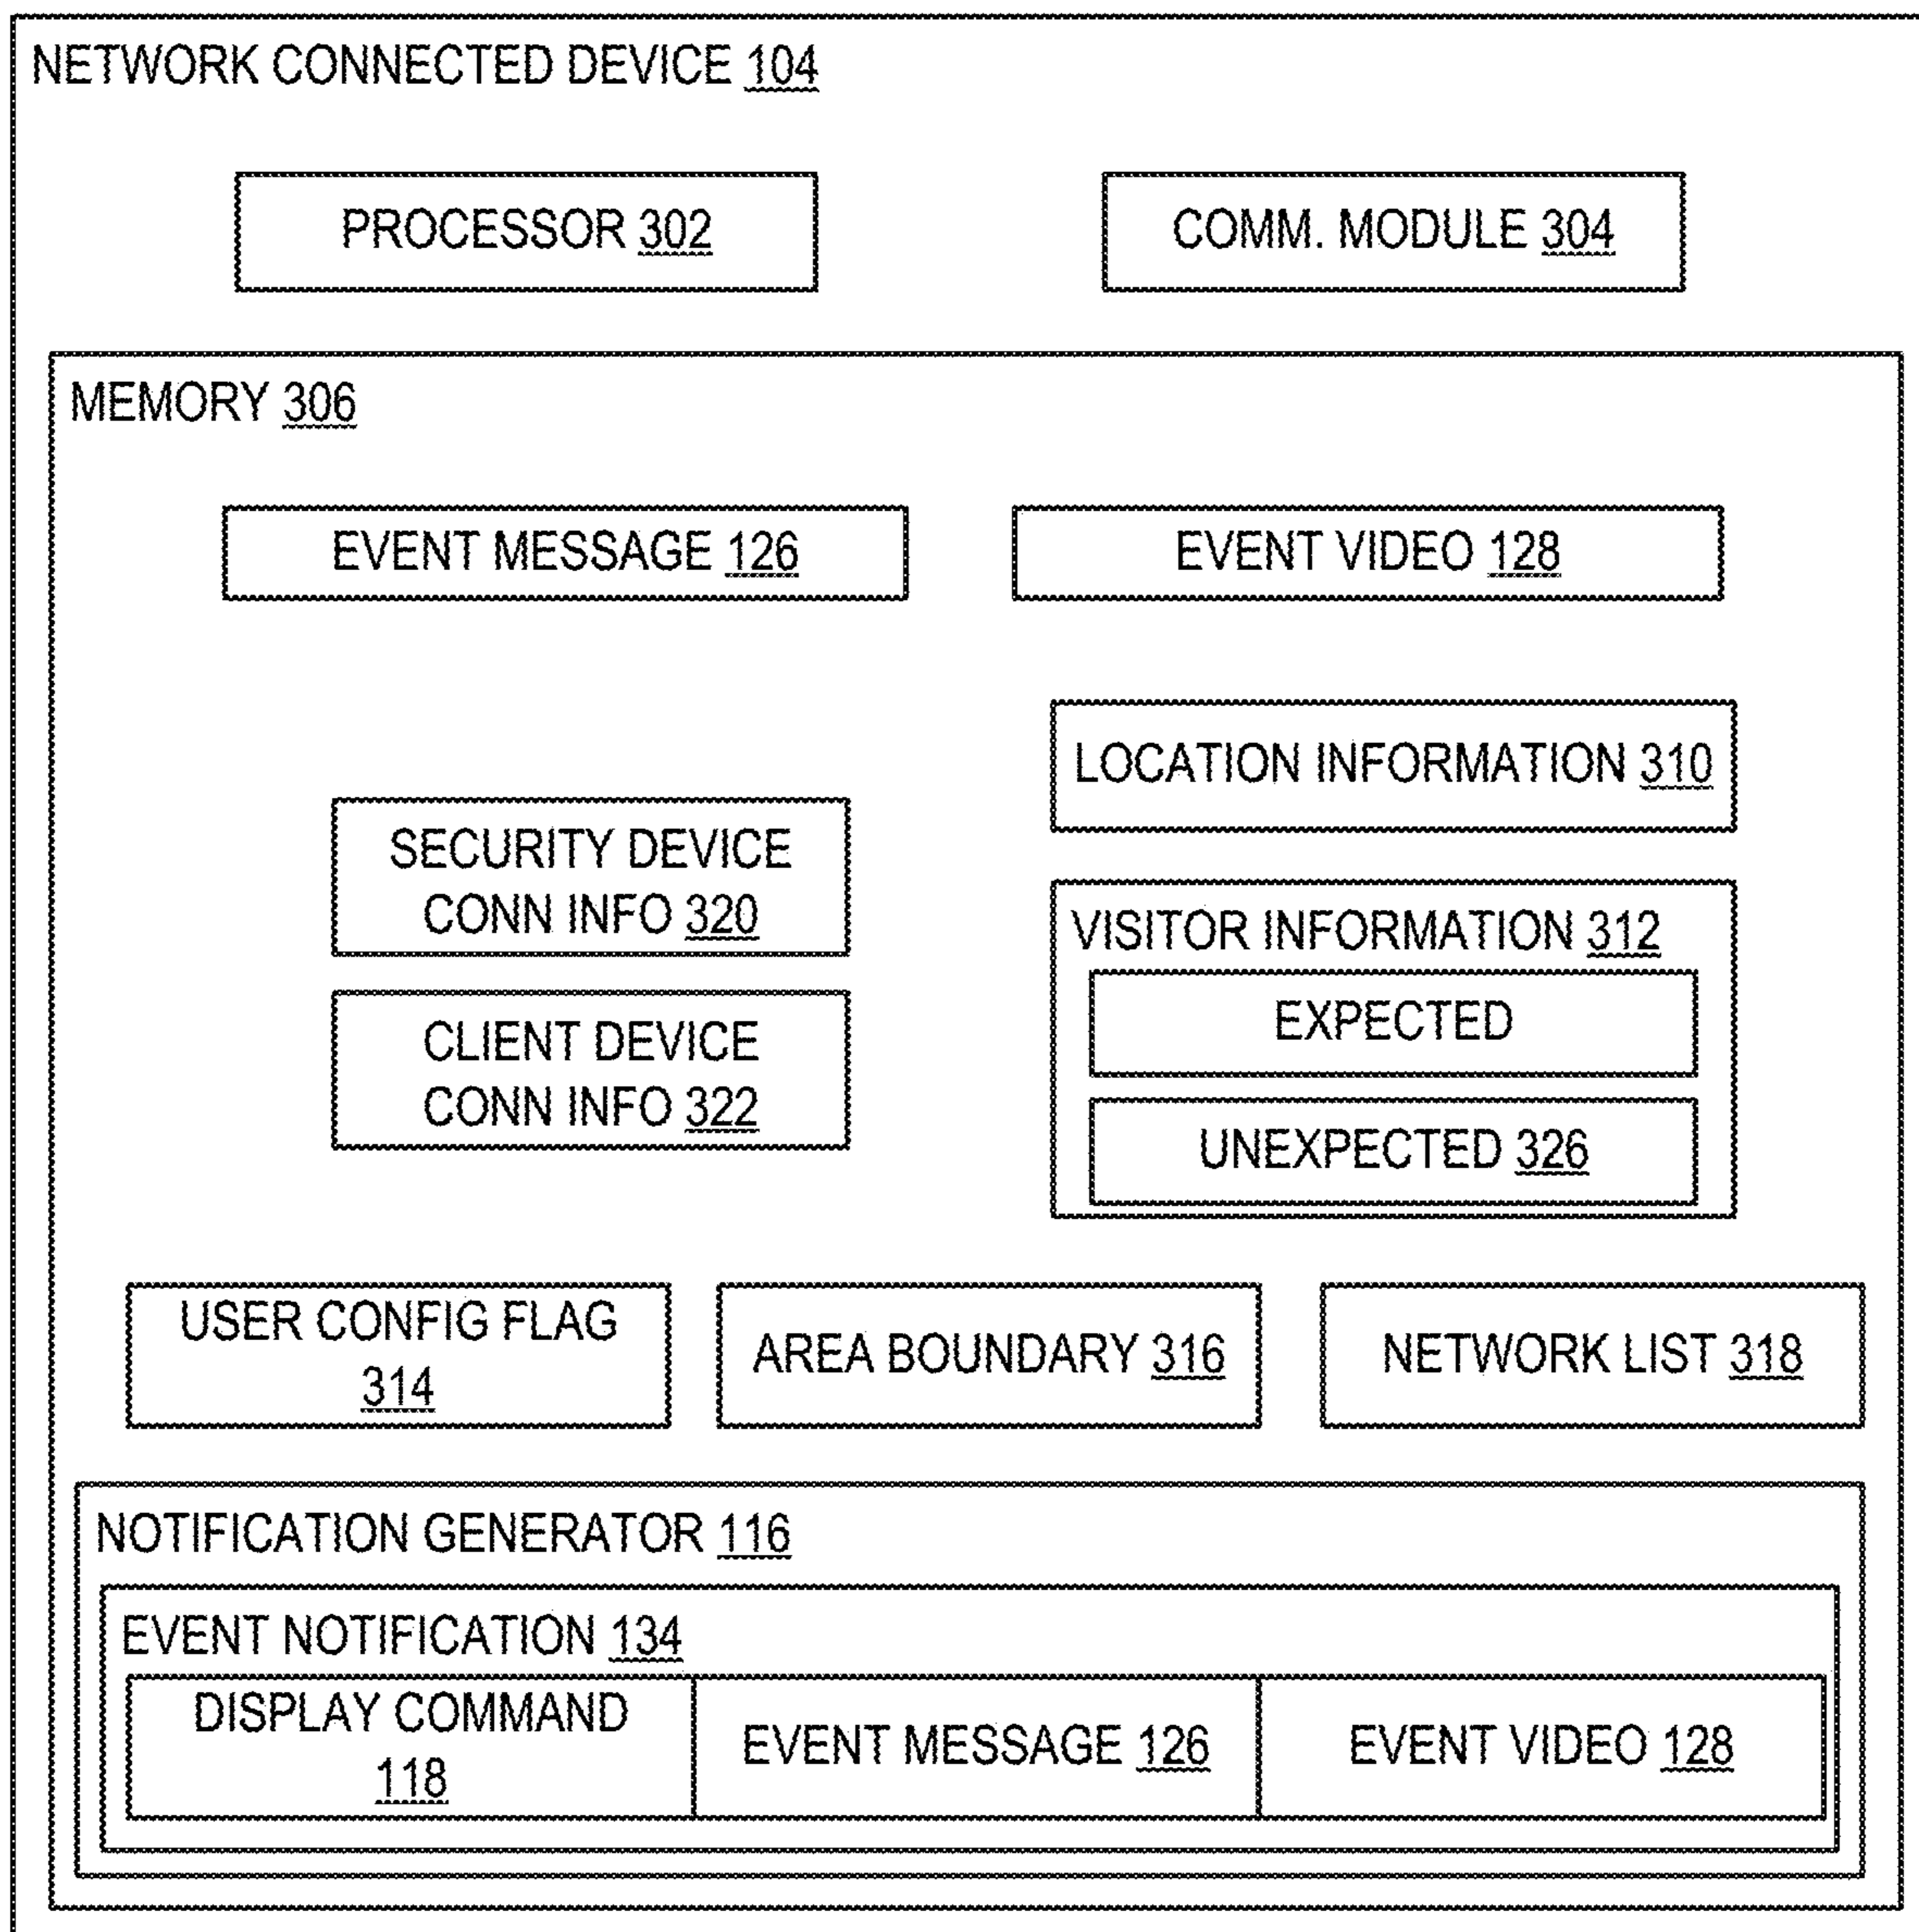 NETWORK CONNECTED DEVICE 104
PROCESSOR 302
COMM. MODULE 304
MEMORY 306
EVENT MESSAGE 126
EVENT VIDEO 128
LOCATION INFORMATION 310
SECURITY DEVICE
CONN INFO 320
VISITOR INFORMATION 312
EXPECTED
UNEXPECTED 326
CLIENT DEVICE
CONN INFO 322
USER CONFIG FLAG
314
AREA BOUNDARY 316
NETWORK LIST 318
NOTIFICATION GENERATOR 116
EVENT NOTIFICATION 134
DISPLAY COMMAND
118
EVENT MESSAGE 126
EVENT VIDEO 128